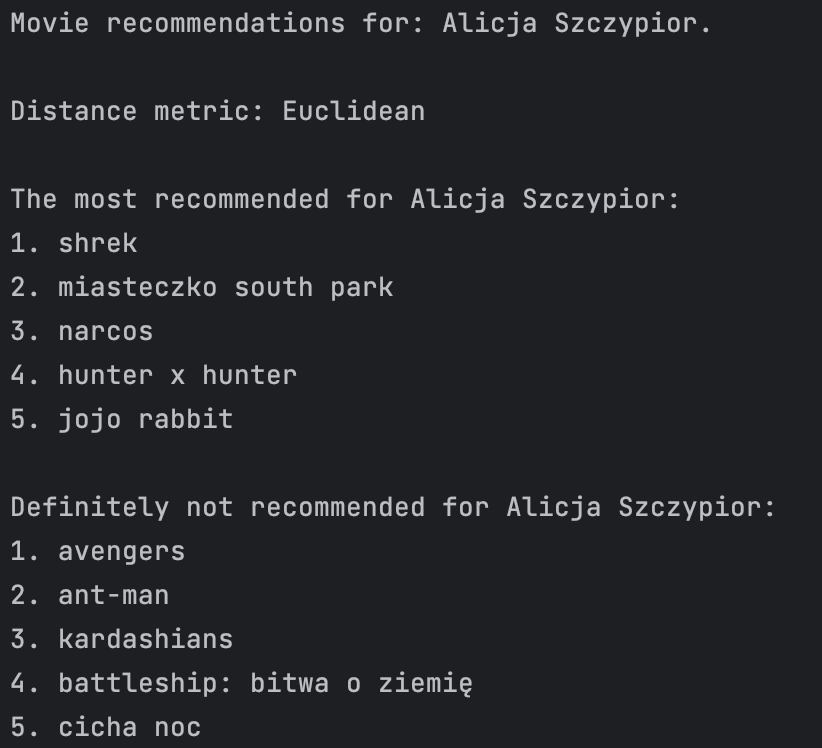 Movie recommendations for: Alicja Szczypior.
Distance metric: Euclidean
The most recommended for Alicja Szczypior:
1. shrek
2. miasteczko south park
3. narcos
4. hunter x hunter
5. jojo rabbit
Definitely not recommended for Alicja Szczypior:
1. avengers
2. ant-man
3. kardashians
4. battleship: bitwa o ziemię
5. cicha noc